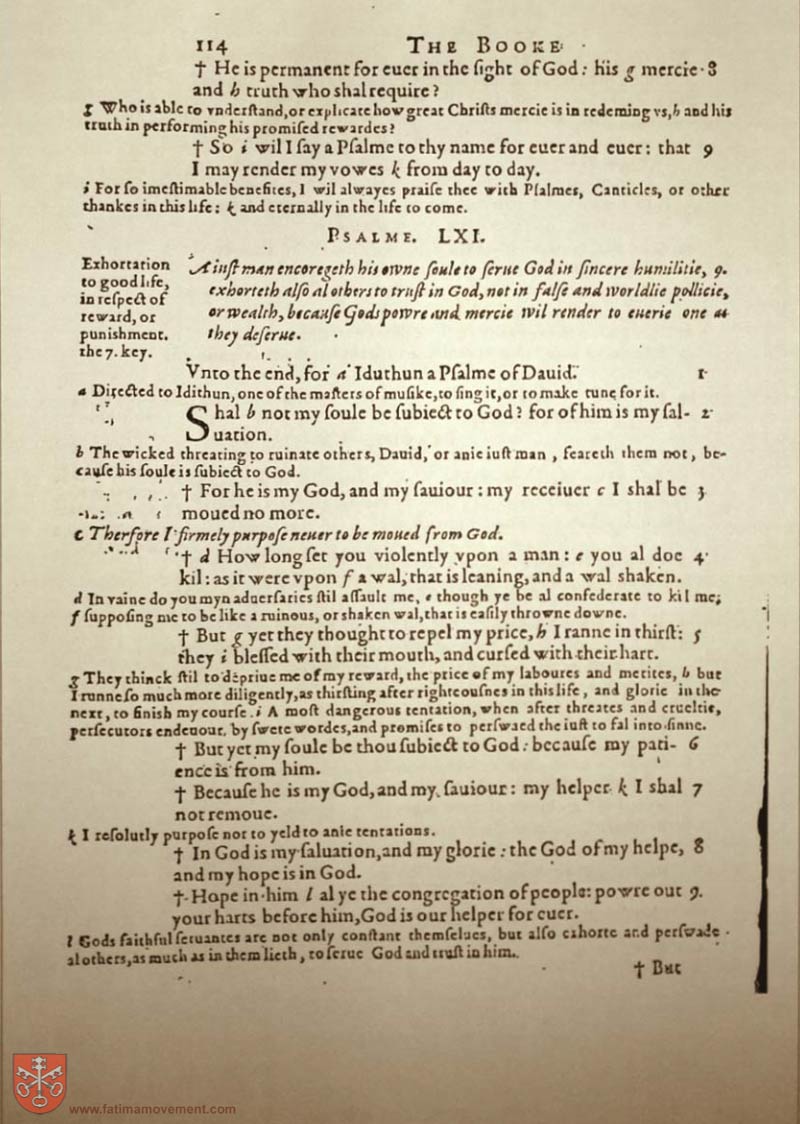 114 THE BOOKE
† He is permanent for euer in the ſight of God: his g mercie 8
and h truth who shal require?
g Who is able to vnderſtand, or explicate how great Chriſts mercie is in redeming vs, h and his
truth in performing his promiſed rewardes?
† So i wil I ſay a Pſalme to thy name for euer and euer: that 9
I may render my vowes k from day to day.
i For ſo imeſtimable benefites, I wil alwayes praiſe thee with Pſalmes, Canticles, or other
thankes in this life: k and eternally in the life to come.
PSALME. LXI.
Exhortation
to good life,
in reſpect of
reward, or
punishment.
the 7. key.
A iuſt man encoregeth his owne ſoule to ſerue God in ſincere humilitie, 9.
exhorteth alſo al others to truſt in God, not in falſe and worldlie pollicie,
or wealth, becauſe Gods powre and mercie wil render to euerie one as
they deſerue.
Vnto the end, for a Iduthun a Pſalme of Dauid. 1
a Directed to Idithun, one of the maſters of muſike, to ſing it, or to make tune for it.
Shal b not my ſoule be ſubiect to God? for of him is my ſal- 2
uation.
b The wicked threating to ruinate others, Dauid, or anie iuſt man, feareth them not, be-
cauſe his ſoule is ſubiect to God.
† For he is my God, and my ſauiour: my receiuer c I shal be 3
moued no more.
c Therfore I firmely purpoſe neuer to be moued from God.
† d How long ſet you violently vpon a man: e you al doe 4
kil: as it were vpon f a wal, that is leaning, and a wal shaken.
d In vaine do you myn aduerſaries ſtil aſſault me, e though ye be al confederate to kil me;
f ſuppoſing me to be like a ruinous, or shaken wal, that is eaſily throwne downe.
† But g yet they thought to repel my price, h I ranne in thirſt: 5
they i bleſſed with their mouth, and curſed with their hart.
g They thinck ſtil to depriue me of my reward, the price of my laboures and merites, h but
I runne ſo much more diligently, as thirſting after righteouſnes in this life, and glorie in the
next, to finish my courſe. i A moſt dangerous tentation, when after threates and crueltie,
perſecutors endeuour, by ſwete wordes, and promiſes to perſwaed the iuſt to fal into ſinne.
† But yet my ſoule be thou ſubiect to God: becauſe my pati- 6
ence is from him.
† Becauſe he is my God, and my ſauiour: my helper k I shal 7
not remoue.
k I reſolutly purpoſe not to yeld to anie tentations.
† In God is my ſaluation, and my glorie: the God of my helpe, 8
and my hope is in God.
† Hope in him l al ye the congregation of people: powre out 9.
your harts before him, God is our helper for euer.
l Gods faithful ſeruantes are not only conſtant themſelues, but alſo exhorte and perſwade
al others, as much as in them lieth, to ſerue God and truſt in him.
† But
www.fatimamovement.com